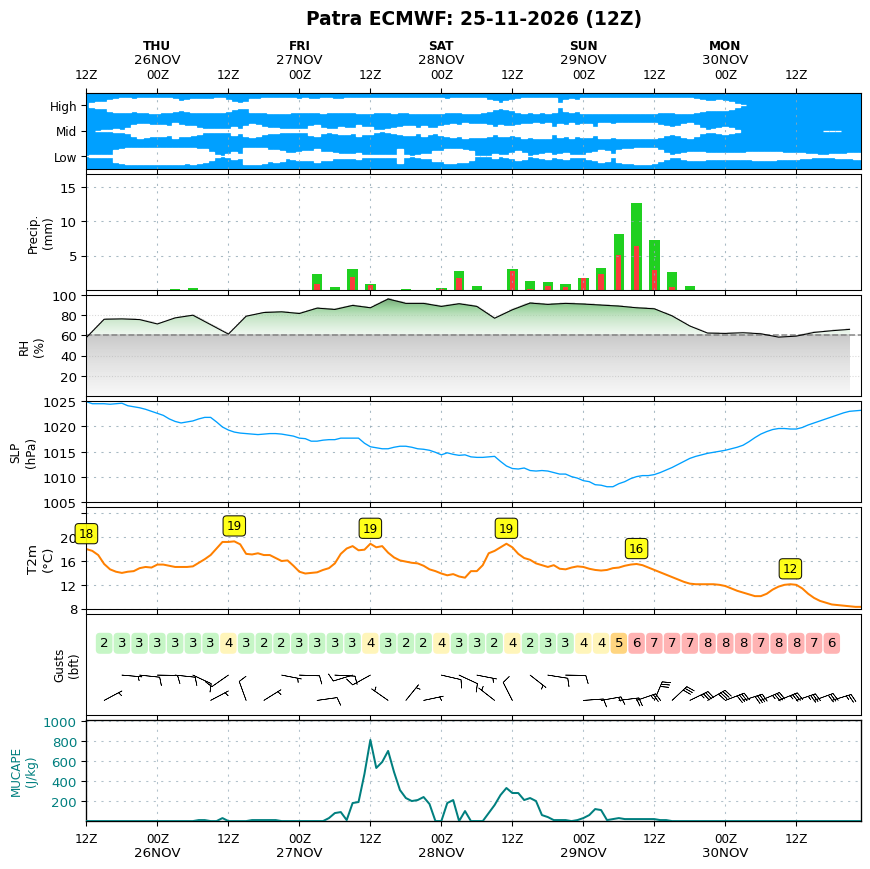 Patra ECMWF: 25-11-2026 (12Z)
THU FRI SAT SUN MON
26NOV 27NOV 28NOV 29NOV 30NOV
12Z 00Z 12Z 00Z 12Z 00Z 12Z 00Z 12Z 00Z 12Z
High
Mid
Low
Precip.
(mm)
15
10
5
RH
(%)
100
80
60
40
20
SLP
(hPa)
1025
1020
1015
1010
1005
T2m
(°C)
20
16
12
8
18 19 19 19 16 12
Gusts
(bft)
2 3 3 3 3 3 3 4 3 2 2 3 3 3 3 4 3 2 2 4 3 3 2 4 2 3 3 4 4 5 6 7 7 7 8 8 8 8 7 8 8 7 6
MUCAPE
(J/kg)
1000
800
600
400
200
12Z 00Z 12Z 00Z 12Z 00Z 12Z 00Z 12Z 00Z 12Z
26NOV 27NOV 28NOV 29NOV 30NOV